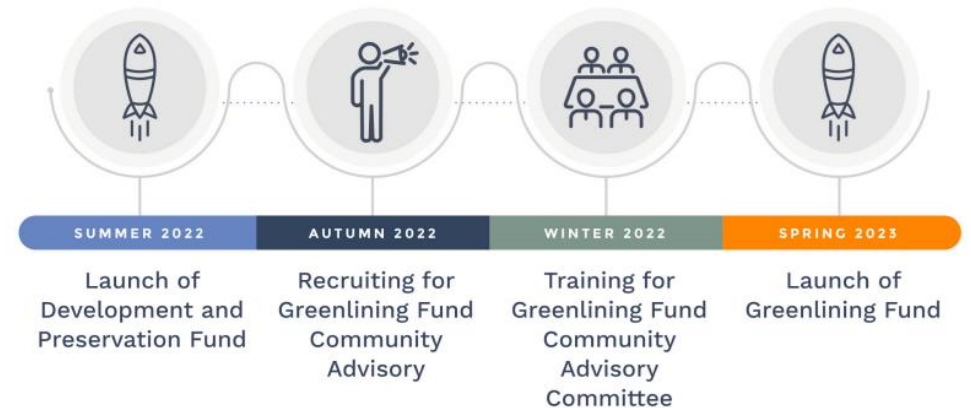 SUMMER 2022
AUTUMN 2022
WINTER 2022
SPRING 2023
Launch of
Development and
Preservation Fund
Recruiting for
Greenlining Fund
Community
Advisory
Training for
Greenlining Fund
Community
Advisory
Committee
Launch of
Greenlining Fund